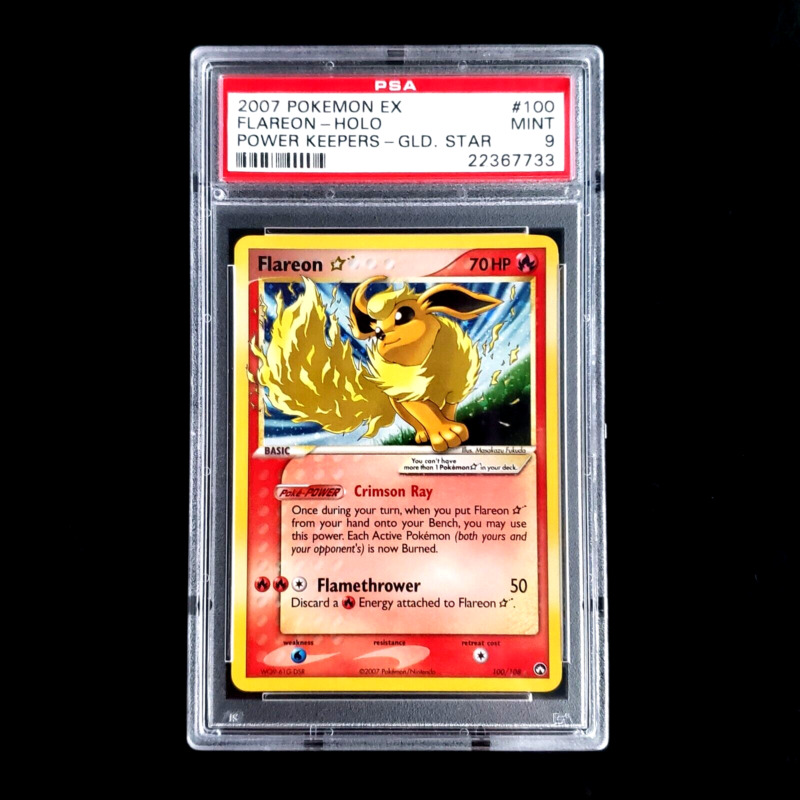 PSA
2007 POKEMON EX #100
FLAREON - HOLO MINT
POWER KEEPERS - GLD. STAR 9
22367733
Flareon ☆ 70 HP
BASIC Illus. Masakazu Fukuda
You can't have
more than 1 Pokémon☆ in your deck.
Poké-POWER Crimson Ray
Once during your turn, when you put Flareon ☆
from your hand onto your Bench, you may use
this power. Each Active Pokémon (both yours and
your opponent's) is now Burned.
Flamethrower 50
Discard a Energy attached to Flareon ☆.
weakness resistance retreat cost
©2007 Pokémon/Nintendo 100/108